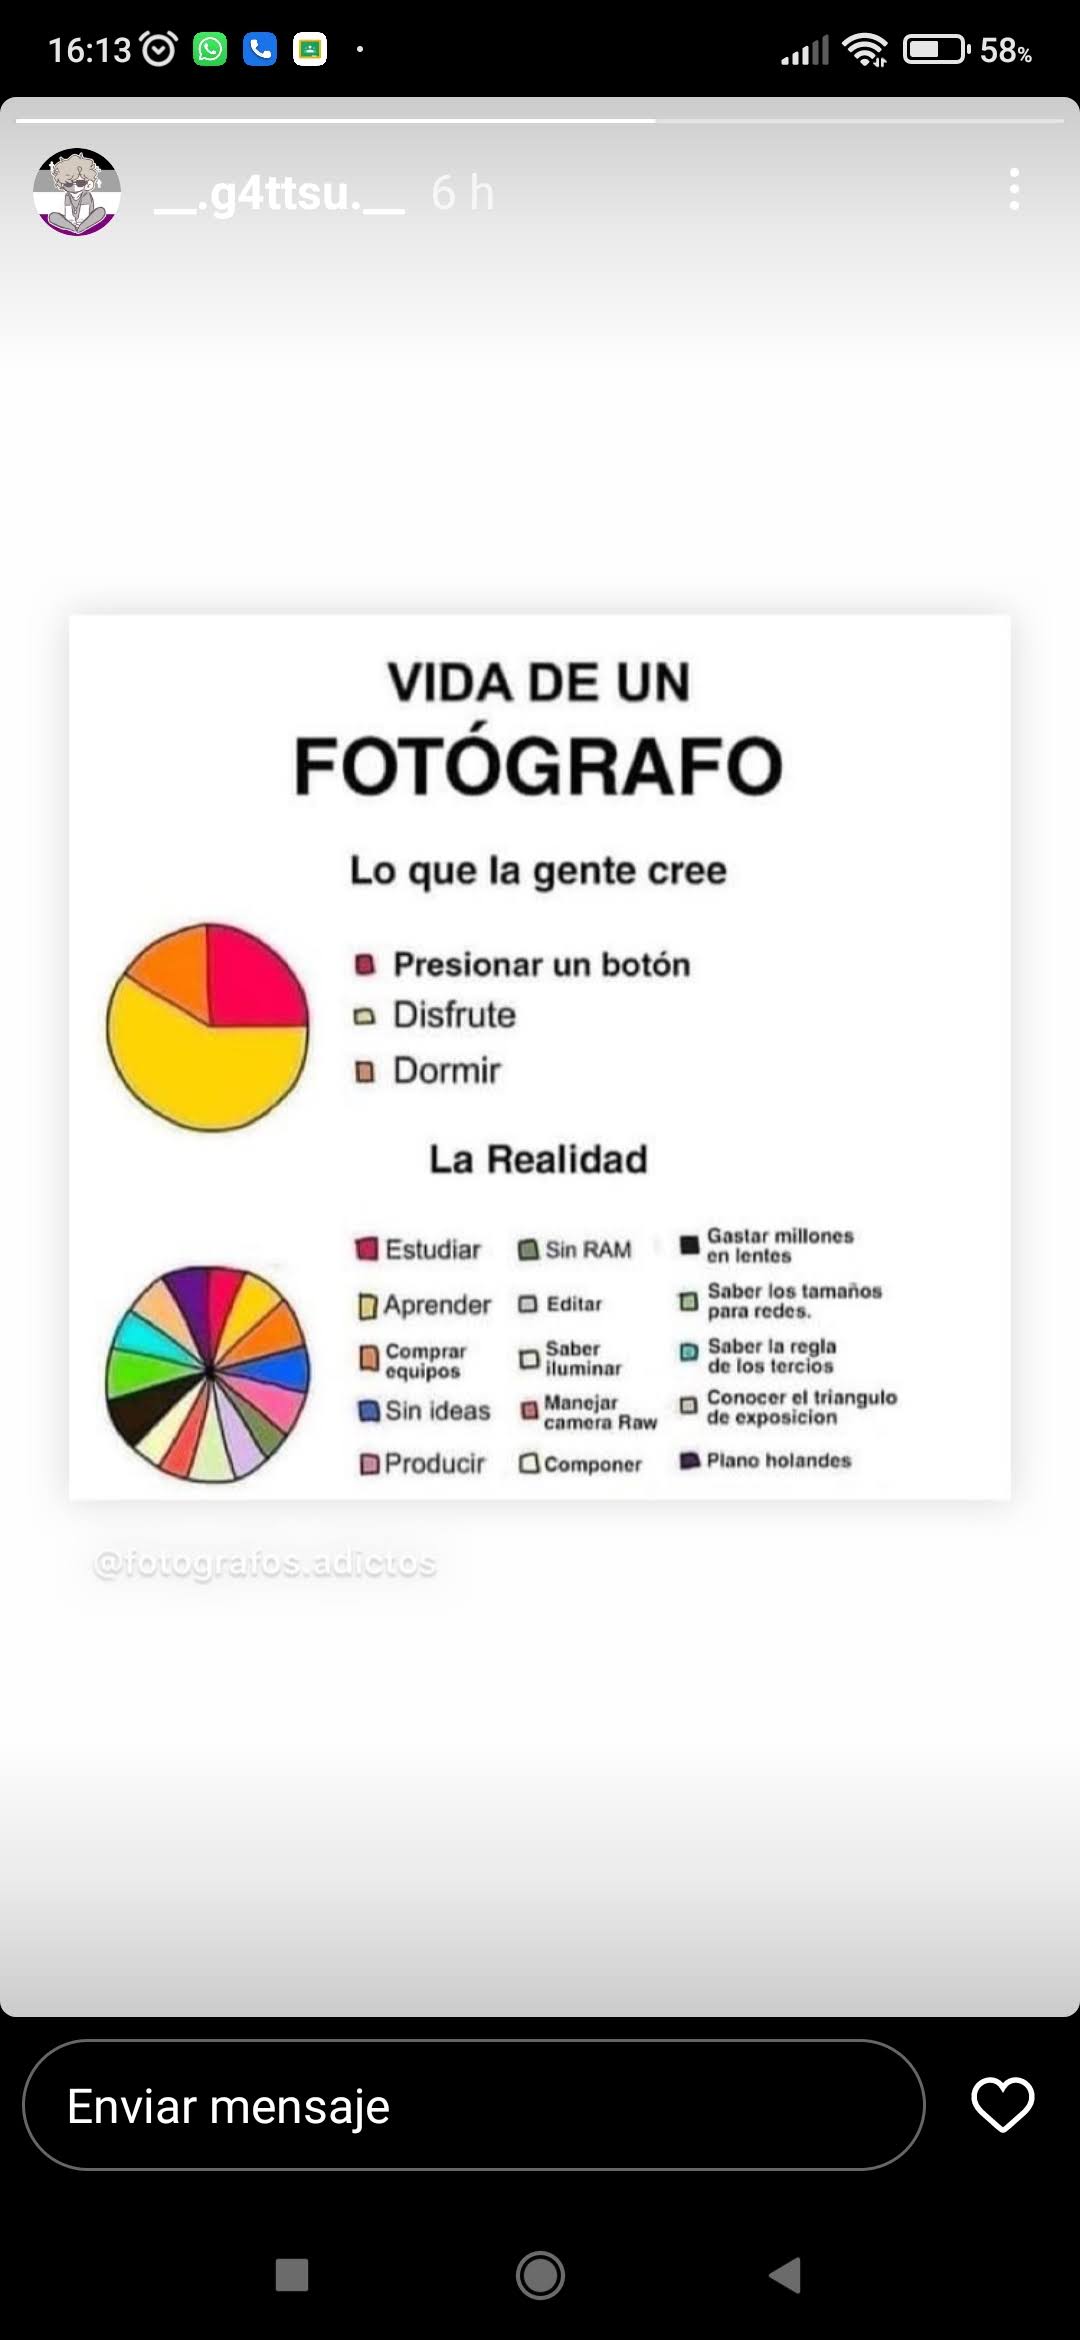 16:13
58%
__.g4ttsu.__ 6 h
VIDA DE UN
FOTÓGRAFO
Lo que la gente cree
Presionar un botón
Disfrute
Dormir
La Realidad
Estudiar
Aprender
Comprar
equipos
Sin ideas
Producir
Sin RAM
Editar
Saber
iluminar
Manejar
camera Raw
Componer
Gastar millones
en lentes
Saber los tamaños
para redes.
Saber la regla
de los tercios
Conocer el triangulo
de exposicion
Plano holandes
@fotografos.adictos
Enviar mensaje